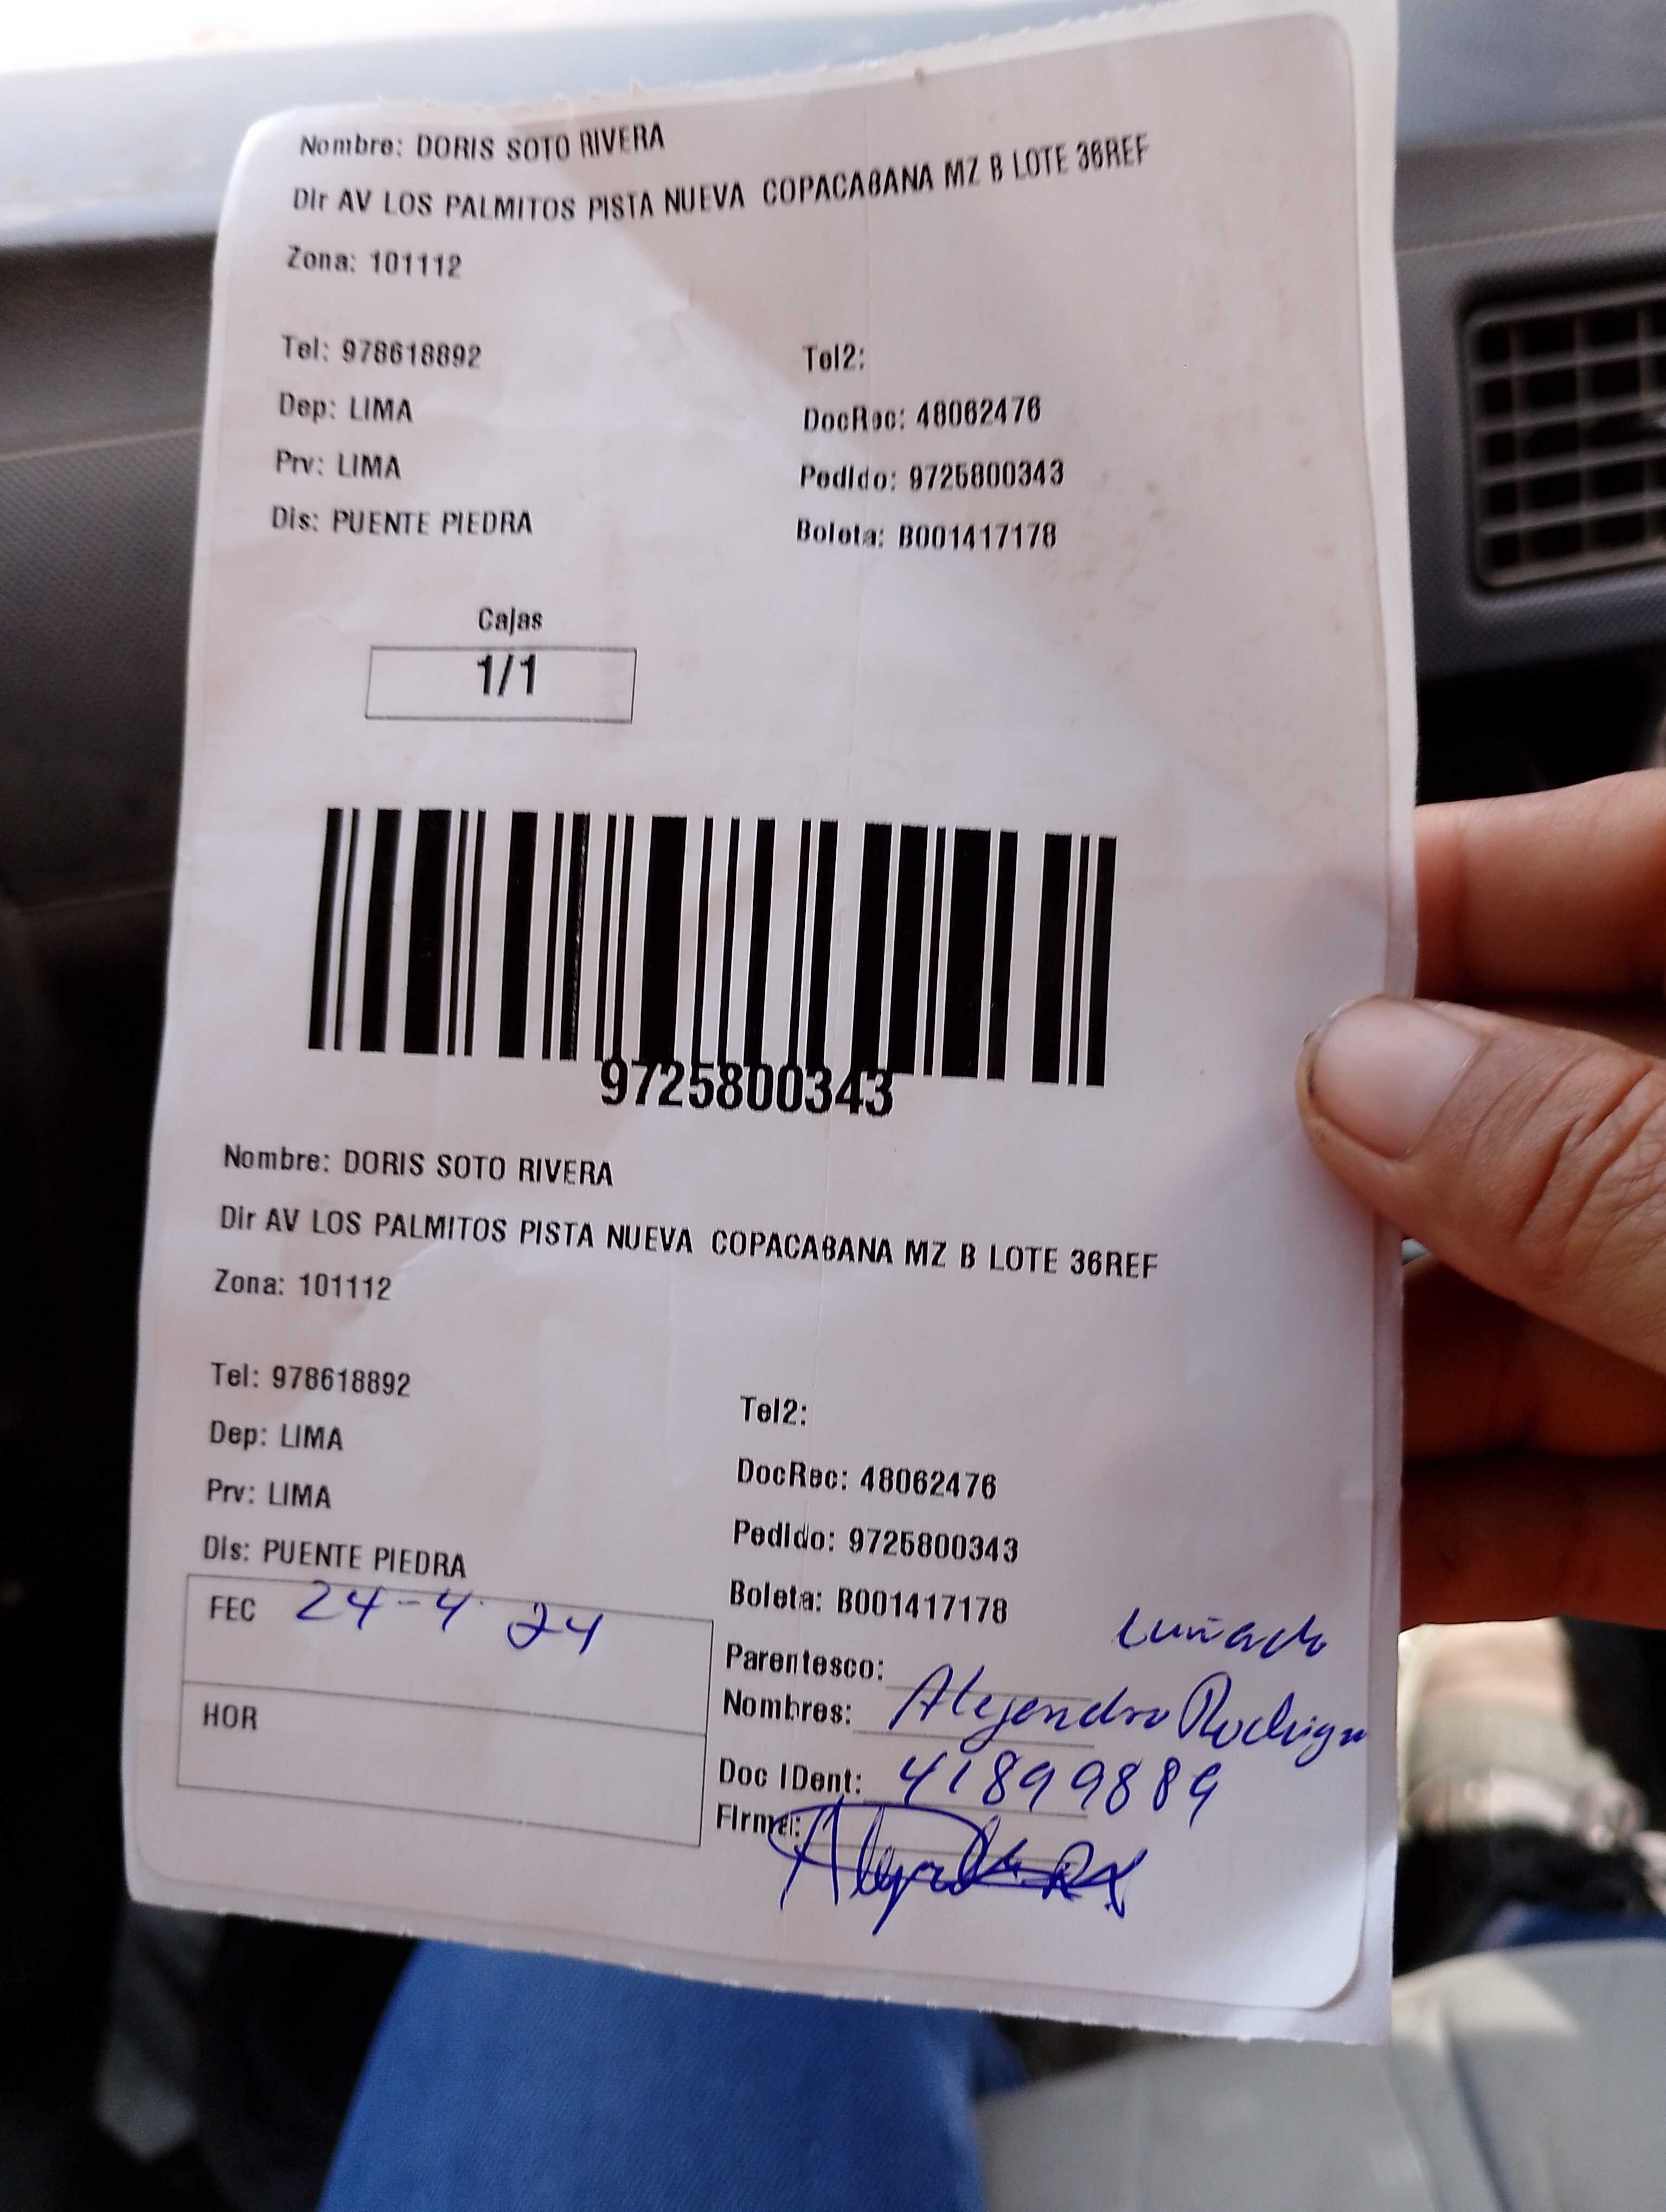 Nombre: DORIS SOTO RIVERA
Dir AV LOS PALMITOS PISTA NUEVA COPACABANA MZ B LOTE 36REF
Zona: 101112
Tel: 978618892 Tel2:
Dep: LIMA DocRec: 48062476
Prv: LIMA Pedido: 9725800343
Dis: PUENTE PIEDRA Boleta: B001417178
Cajas
1/1
9725800343
Nombre: DORIS SOTO RIVERA
Dir AV LOS PALMITOS PISTA NUEVA COPACABANA MZ B LOTE 36REF
Zona: 101112
Tel: 978618892 Tel2:
Dep: LIMA DocRec: 48062476
Prv: LIMA Pedido: 9725800343
Dis: PUENTE PIEDRA Boleta: B001417178
FEC 24-4-24
HOR
Parentesco: Cuñado
Nombres: Alejandro
Doc IDent: 41899889
Firma: